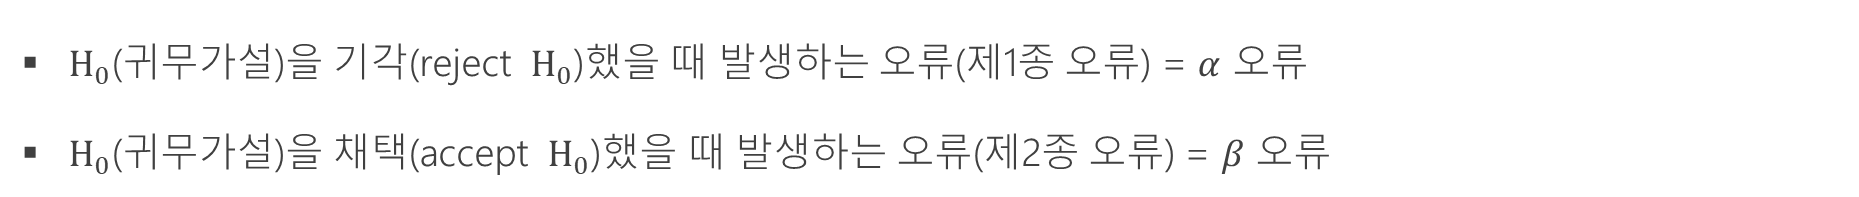 ▪ H₀(귀무가설)을 기각(reject H₀)했을 때 발생하는 오류(제1종 오류) = α 오류
▪ H₀(귀무가설)을 채택(accept H₀)했을 때 발생하는 오류(제2종 오류) = β 오류